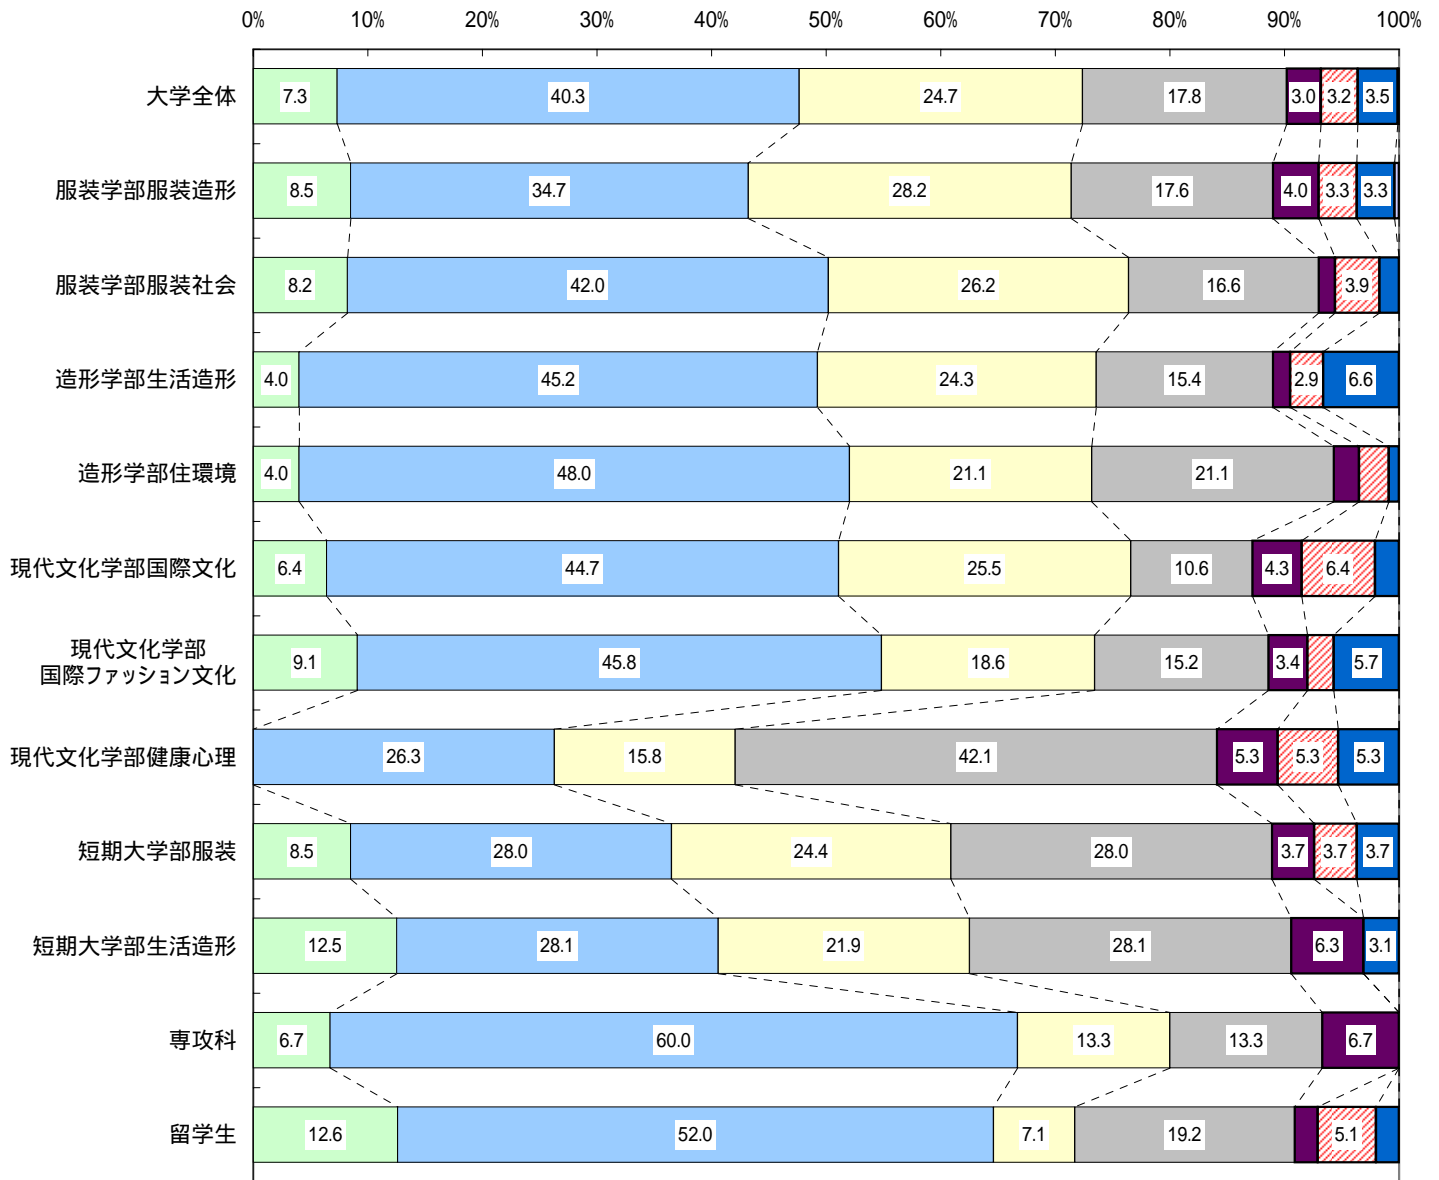 0% 10% 20% 30% 40% 50% 60% 70% 80% 90% 100%
大学全体 7.3 40.3 24.7 17.8 3.0 3.2 3.5
服装学部服装造形 8.5 34.7 28.2 17.6 4.0 3.3 3.3
服装学部服装社会 8.2 42.0 26.2 16.6 3.9
造形学部生活造形 4.0 45.2 24.3 15.4 2.9 6.6
造形学部住環境 4.0 48.0 21.1 21.1
現代文化学部国際文化 6.4 44.7 25.5 10.6 4.3 6.4
現代文化学部
国際ファッション文化 9.1 45.8 18.6 15.2 3.4 5.7
現代文化学部健康心理 26.3 15.8 42.1 5.3 5.3 5.3
短期大学部服装 8.5 28.0 24.4 28.0 3.7 3.7 3.7
短期大学部生活造形 12.5 28.1 21.9 28.1 6.3 3.1
専攻科 6.7 60.0 13.3 13.3 6.7
留学生 12.6 52.0 7.1 19.2 5.1